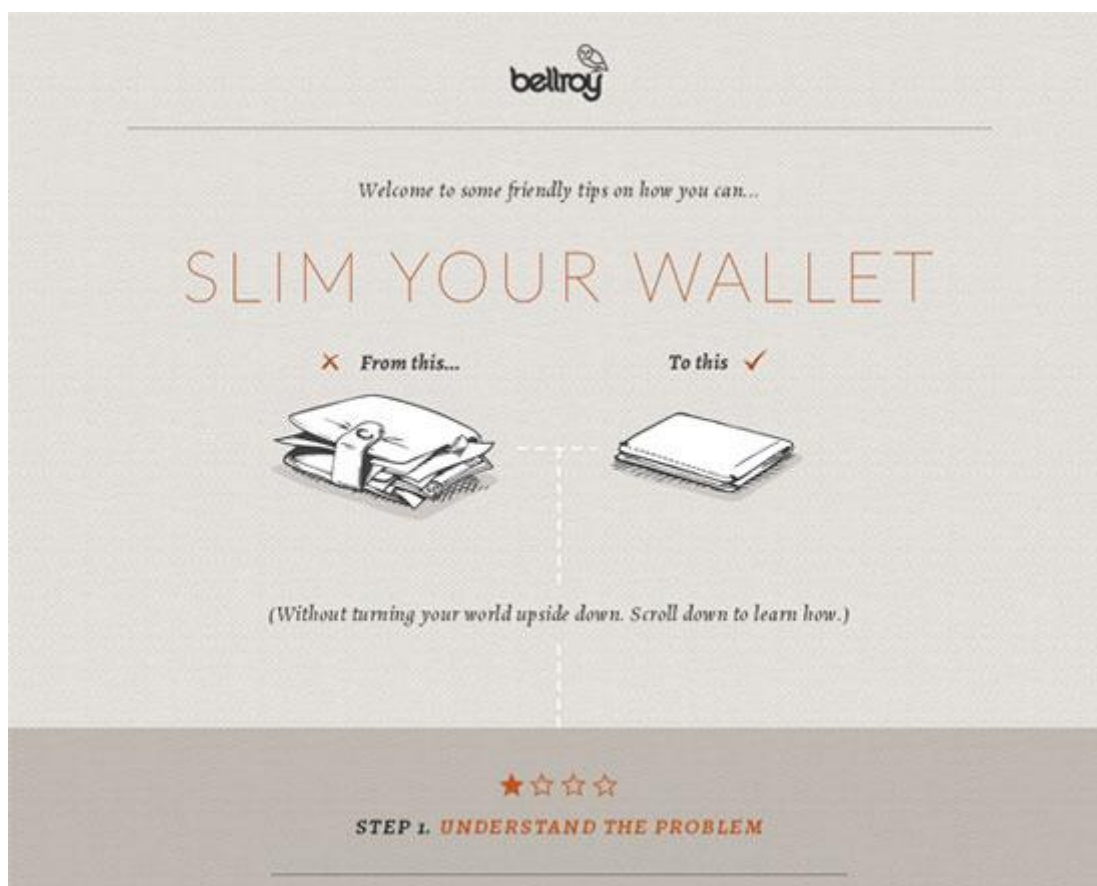 bellroy
Welcome to some friendly tips on how you can...
SLIM YOUR WALLET
From this...
To this
(Without turning your world upside down. Scroll down to learn how.)
STEP 1. UNDERSTAND THE PROBLEM